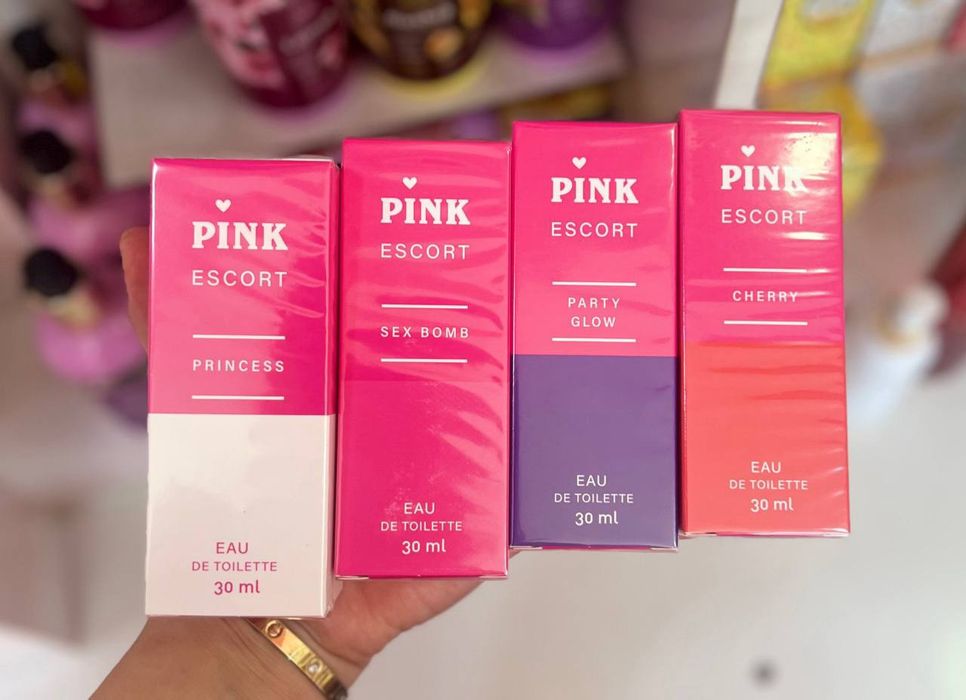 PINK
ESCORT
PRINCESS
EAU
DE TOILETTE
30 ml
PINK
ESCORT
SEX BOMB
EAU
DE TOILETTE
30 ml
PINK
ESCORT
PARTY
GLOW
EAU
DE TOILETTE
30 ml
PINK
ESCORT
CHERRY
EAU
DE TOILETTE
30 ml